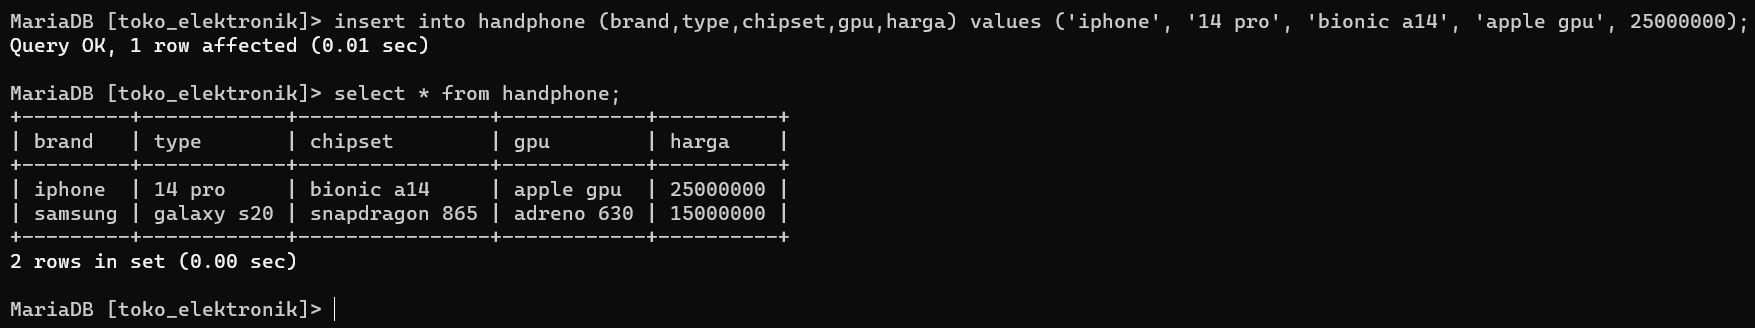 MariaDB [toko_elektronik]> insert into handphone (brand,type,chipset,gpu,harga) values ('iphone', '14 pro', 'bionic a14', 'apple gpu', 25000000);
Query OK, 1 row affected (0.01 sec)

MariaDB [toko_elektronik]> select * from handphone;
+---------+------------+----------------+------------+----------+
| brand   | type       | chipset        | gpu        | harga    |
+---------+------------+----------------+------------+----------+
| iphone  | 14 pro     | bionic a14     | apple gpu  | 25000000 |
| samsung | galaxy s20 | snapdragon 865 | adreno 630 | 15000000 |
+---------+------------+----------------+------------+----------+
2 rows in set (0.00 sec)

MariaDB [toko_elektronik]>